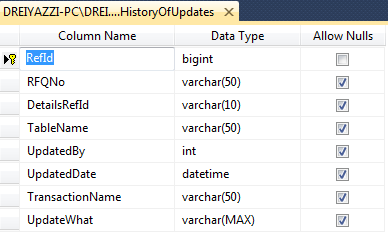 DREIYAZZI-PC\DREI....HistoryOfUpdates
Column Name Data Type Allow Nulls
RefId bigint
RFQNo varchar(50)
DetailsRefId varchar(10)
TableName varchar(50)
UpdatedBy int
UpdatedDate datetime
TransactionName varchar(50)
UpdateWhat varchar(MAX)